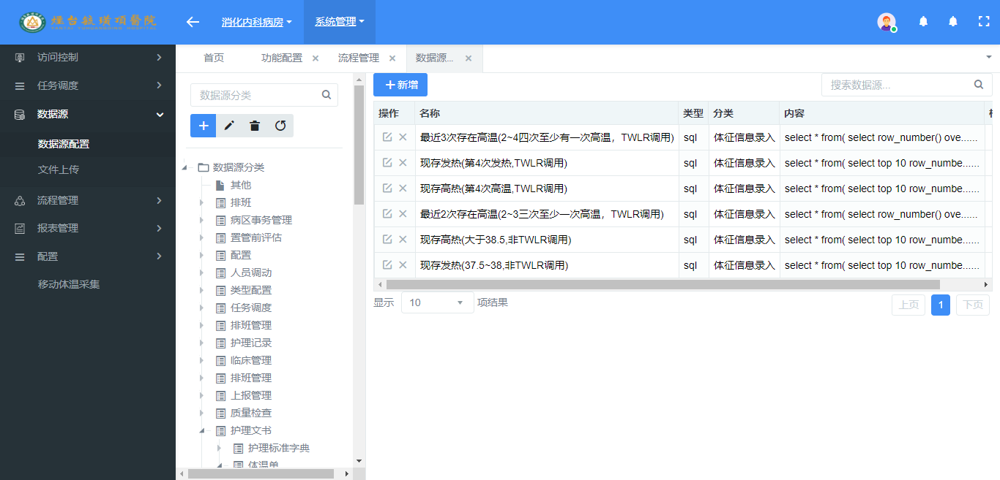 烟台毓璜顶医院
消化内科病房
系统管理
访问控制
任务调度
数据源
数据源配置
文件上传
流程管理
报表管理
配置
移动体温采集
首页
功能配置
流程管理
数据源...
数据源分类
数据源分类
其他
排班
病区事务管理
置管前评估
配置
人员调动
类型配置
任务调度
排班管理
护理记录
临床管理
排班管理
上报管理
质量检查
护理文书
护理标准字典
体温单
新增
搜索数据源...
操作 名称 类型 分类 内容
最近3次存在高温(2~4四次至少有一次高温，TWLR调用) sql 体征信息录入 select * from( select row_number() ove......
现存发热(第4次发热,TWLR调用) sql 体征信息录入 select * from( select top 10 row_numbe......
现存高热(第4次高温,TWLR调用) sql 体征信息录入 select * from( select top 10 row_numbe......
最近2次存在高温(2~3三次至少一次高温，TWLR调用) sql 体征信息录入 select * from( select row_number() ove......
现存高热(大于38.5,非TWLR调用) sql 体征信息录入 select * from( select top 10 row_numbe......
现存发热(37.5~38,非TWLR调用) sql 体征信息录入 select * from( select top 10 row_numbe......
显示 10 项结果
上页 1 下页